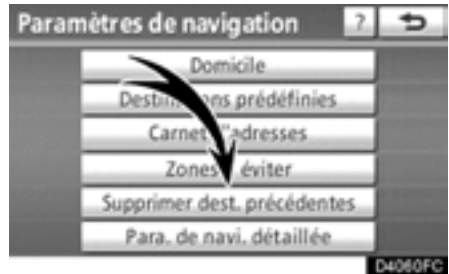 Paramètres de navigation ?
Domicile
Destinations prédéfinies
Carnet d'adresses
Zones à éviter
Supprimer dest. précédentes
Para. de navi. détaillée
D4060FC